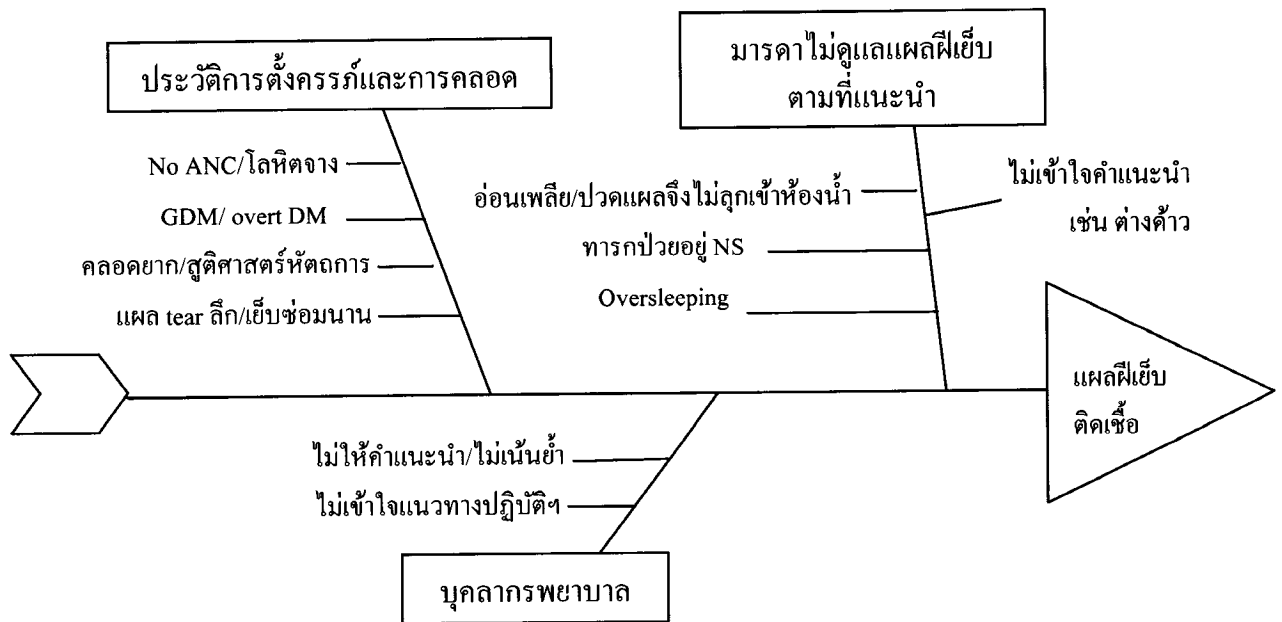 ประวัติการตั้งครรภ์และการคลอด
No ANC/โลหิตจาง
GDM/ overt DM
คลอดยาก/สูติศาสตร์หัตถการ
แผล tear ลึก/เย็บซ่อมนาน
มารดาไม่ดูแลแผลฝีเย็บ
ตามที่แนะนำ
อ่อนเพลีย/ปวดแผลจึงไม่ลุกเข้าห้องน้ำ
ทารกป่วยอยู่ NS
Oversleeping
ไม่เข้าใจคำแนะนำ
เช่น ต่างด้าว
แผลฝีเย็บ
ติดเชื้อ
ไม่ให้คำแนะนำ/ไม่เน้นย้ำ
ไม่เข้าใจแนวทางปฏิบัติฯ
บุคลากรพยาบาล